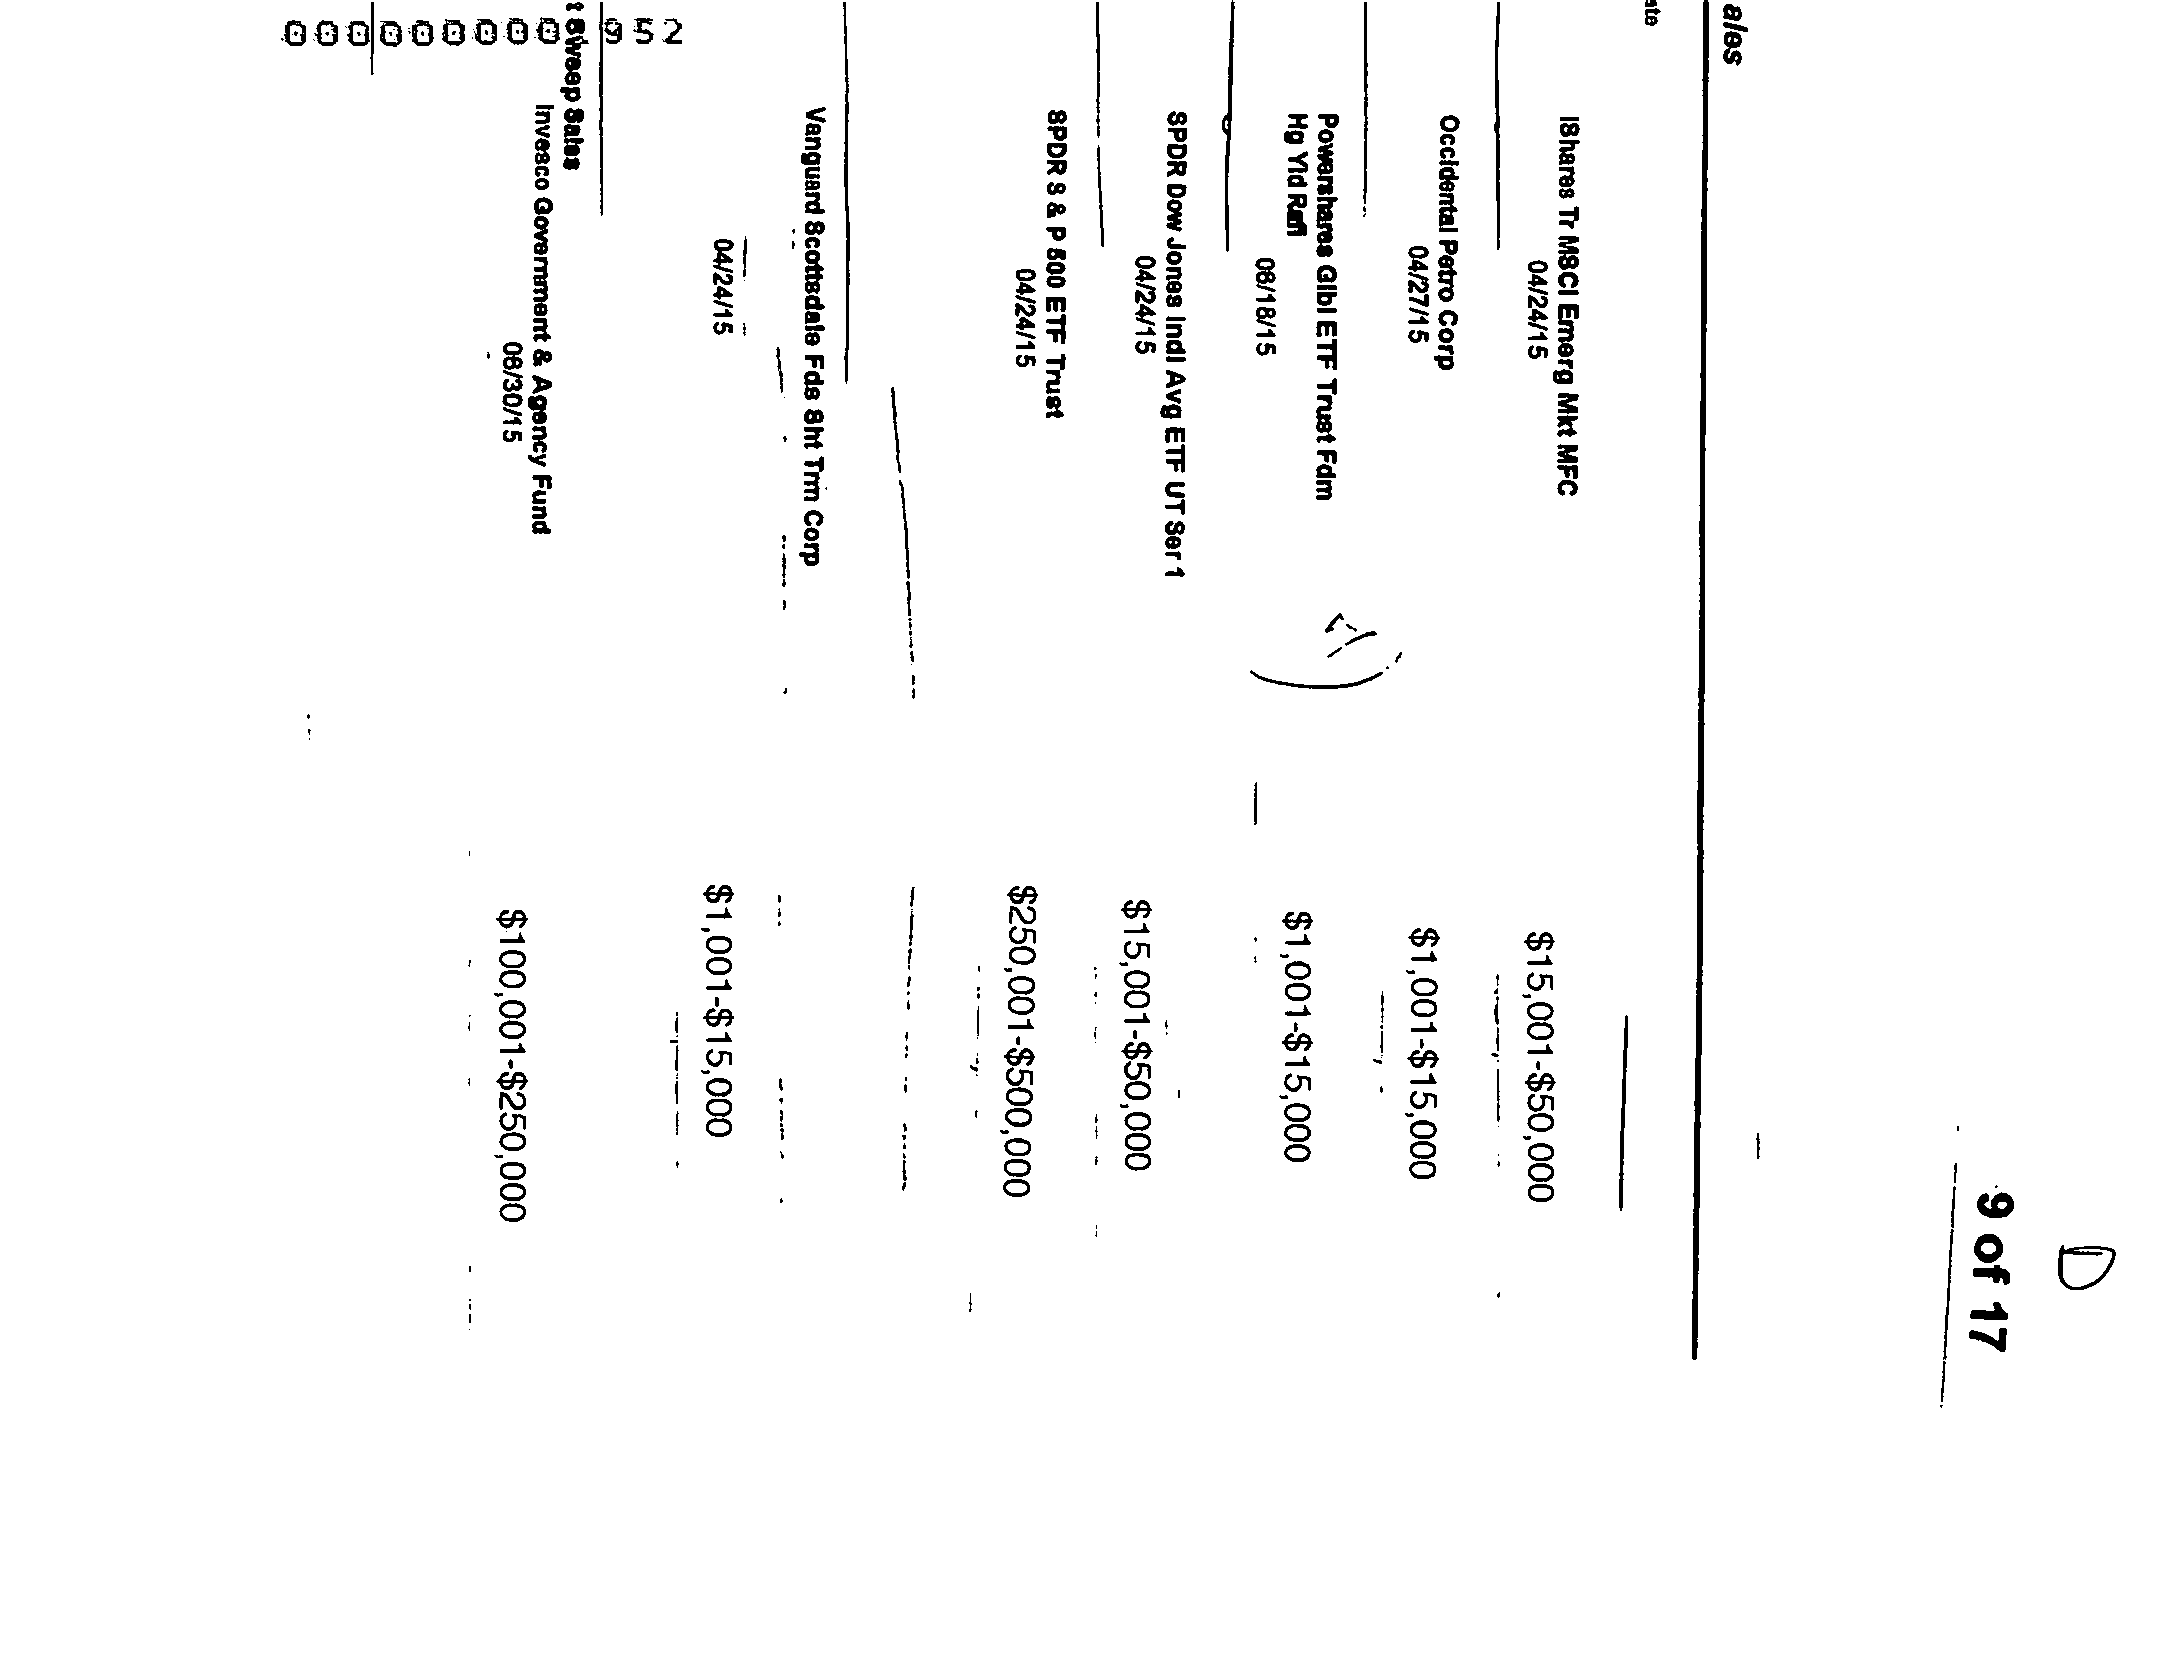 D
9 of 17
ales
ate
IShares Tr MSCI Emerg Mkt MFC
04/24/15 $15,001-$50,000
Occidental Petro Corp
04/27/15 $1,001-$15,000
Powershares Glbl ETF Trust Fdm
Hg Yld Rafi $1,001-$15,000
08/18/15
SPDR Dow Jones Indl Avg ETF UT Ser 1
04/24/15 $15,001-$50,000
SPDR S & P 500 ETF Trust
04/24/15 $250,001-$500,000
Vanguard Scottsdale Fds Sht Trm Corp
04/24/15 $1,001-$15,000
t Sweep Sales
Invesco Government & Agency Fund
06/30/15 $100,001-$250,000
000000000952